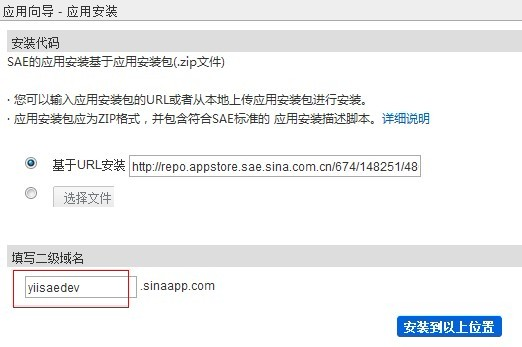 应用向导 - 应用安装
安装代码
SAE的应用安装基于应用安装包(.zip文件)
· 您可以输入应用安装包的URL或者从本地上传应用安装包进行安装。
· 应用安装包应为ZIP格式，并包含符合SAE标准的 应用安装描述脚本。详细说明
基于URL安装 http://repo.appstore.sae.sina.com.cn/674/148251/48
选择文件
填写二级域名
yiisaedev .sinaapp.com
安装到以上位置